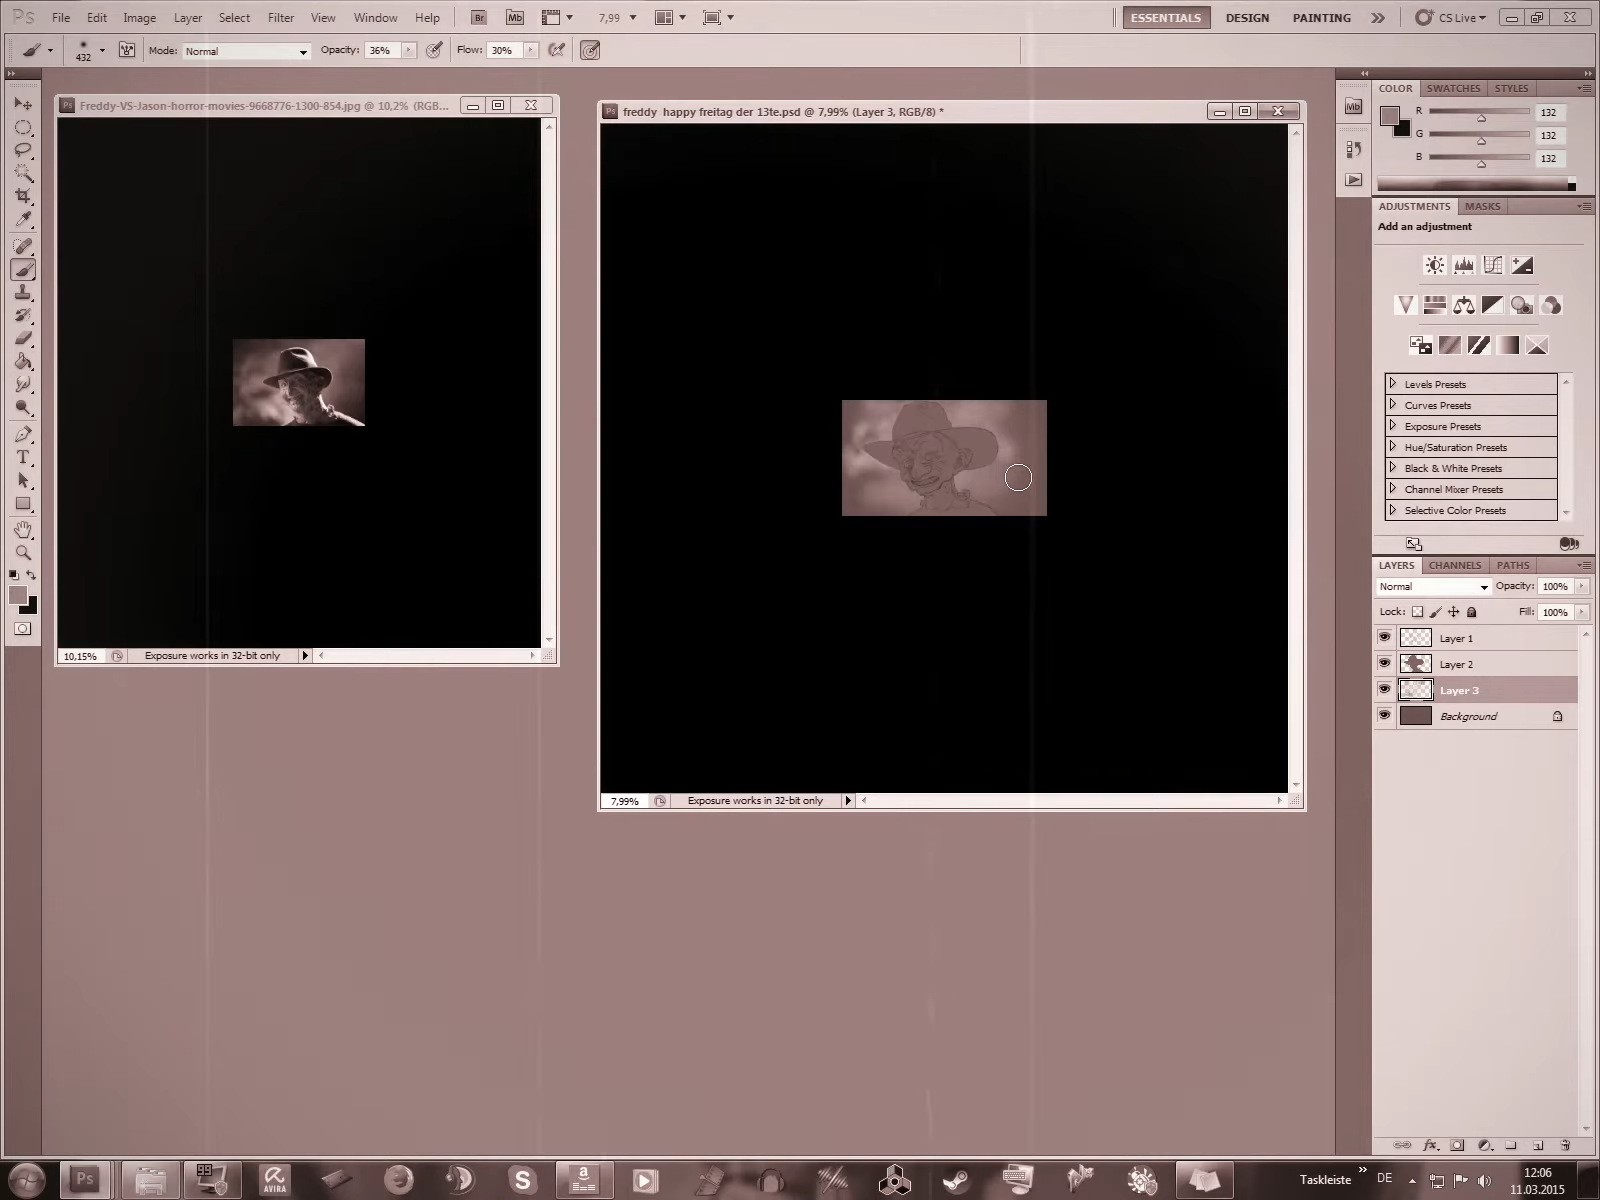 Ps File Edit Image Layer Select Filter View Window Help Br Mb 7,99 ESSENTIALS DESIGN PAINTING CS Live
432 Mode: Normal Opacity: 36% Flow: 30%
Ps Freddy-VS-Jason-horror-movies-9668776-1300-854.jpg @ 10,2% (RGB...
10,15% Exposure works in 32-bit only
Ps freddy happy freitag der 13te.psd @ 7,99% (Layer 3, RGB/8) *
7,99% Exposure works in 32-bit only
Mb
COLOR SWATCHES STYLES
R 132
G 132
B 132
ADJUSTMENTS MASKS
Add an adjustment
Levels Presets
Curves Presets
Exposure Presets
Hue/Saturation Presets
Black & White Presets
Channel Mixer Presets
Selective Color Presets
LAYERS CHANNELS PATHS
Normal Opacity: 100%
Lock: Fill: 100%
Layer 1
Layer 2
Layer 3
Background
fx
T
Ps 99 AVIRA S a Taskleiste DE 12:06
11.03.2015